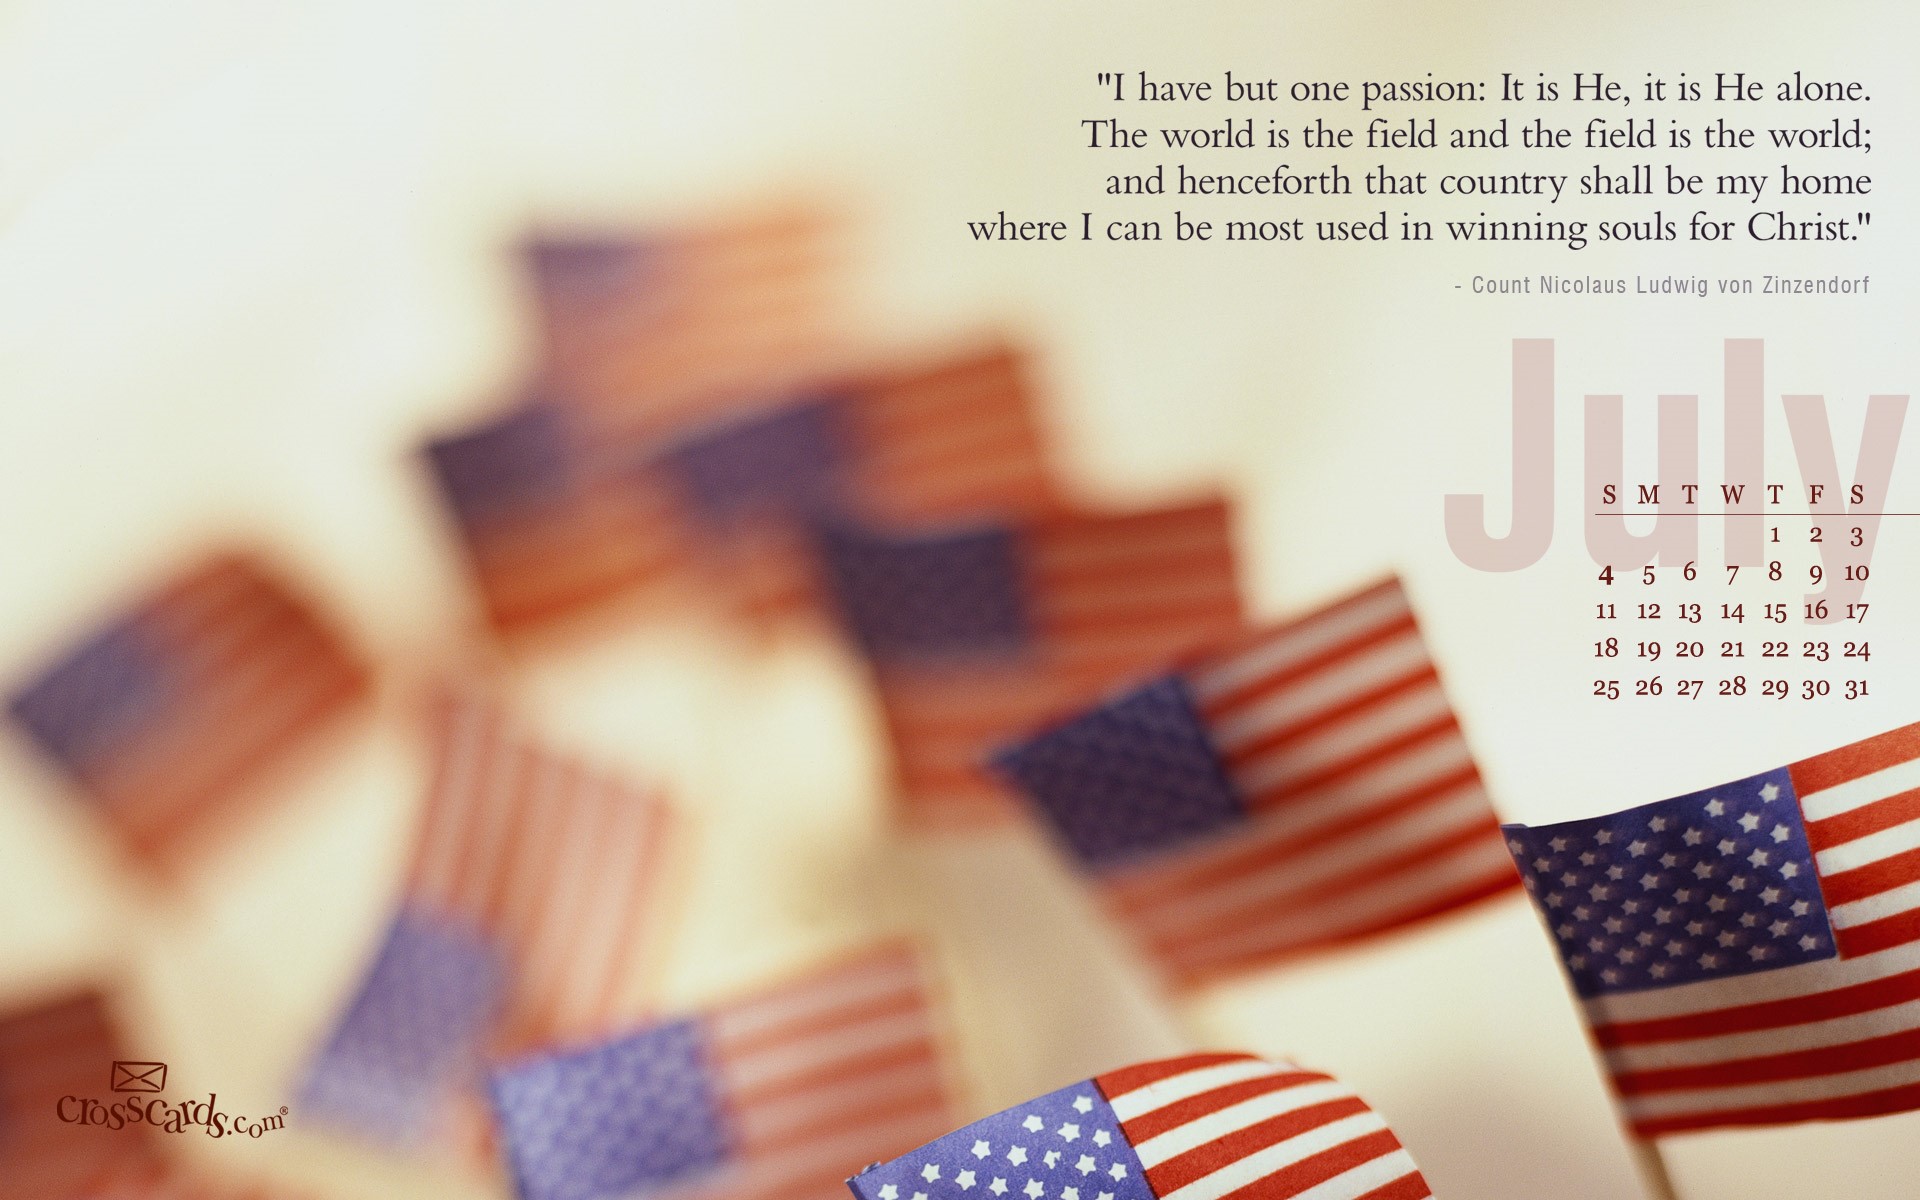 "I have but one passion: It is He, it is He alone.
The world is the field and the field is the world;
and henceforth that country shall be my home
where I can be most used in winning souls for Christ."
- Count Nicolaus Ludwig von Zinzendorf
July
S M T W T F S
1 2 3
4 5 6 7 8 9 10
11 12 13 14 15 16 17
18 19 20 21 22 23 24
25 26 27 28 29 30 31
crosscards.com®